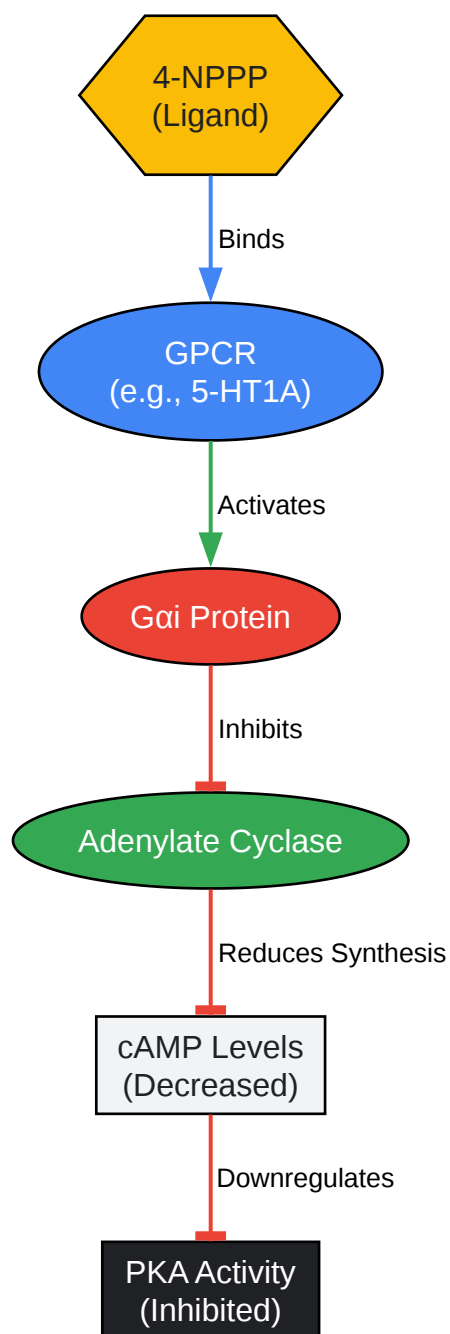 4-NPPP
(Ligand)
Binds
GPCR
(e.g., 5-HT1A)
Activates
Gαi Protein
Inhibits
Adenylate Cyclase
Reduces Synthesis
cAMP Levels
(Decreased)
Downregulates
PKA Activity
(Inhibited)